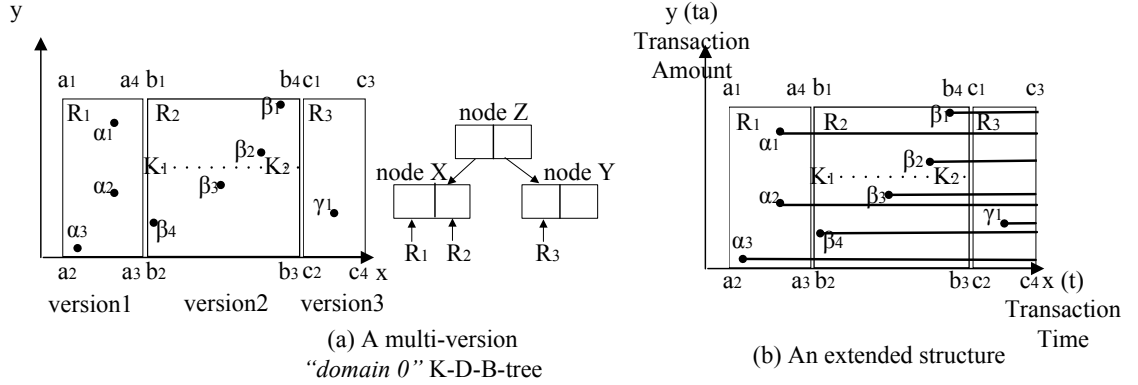 y
a1 a4 b1 b4 c1 c3
R1 R2 β1 R3
α1
β2
K1 K2
α2 β3
γ1
β4
α3
a2 a3 b2 b3 c2 c4 x
version1 version2 version3
node Z
node X node Y
R1 R2 R3
(a) A multi-version
“domain 0” K-D-B-tree
y (ta)
Transaction
Amount
a1 a4 b1 b4 c1 c3
R1 R2 β1 R3
α1
β2
K1 K2
α2 β3
γ1
β4
α3
a2 a3 b2 b3 c2 c4 x (t)
Transaction
Time
(b) An extended structure